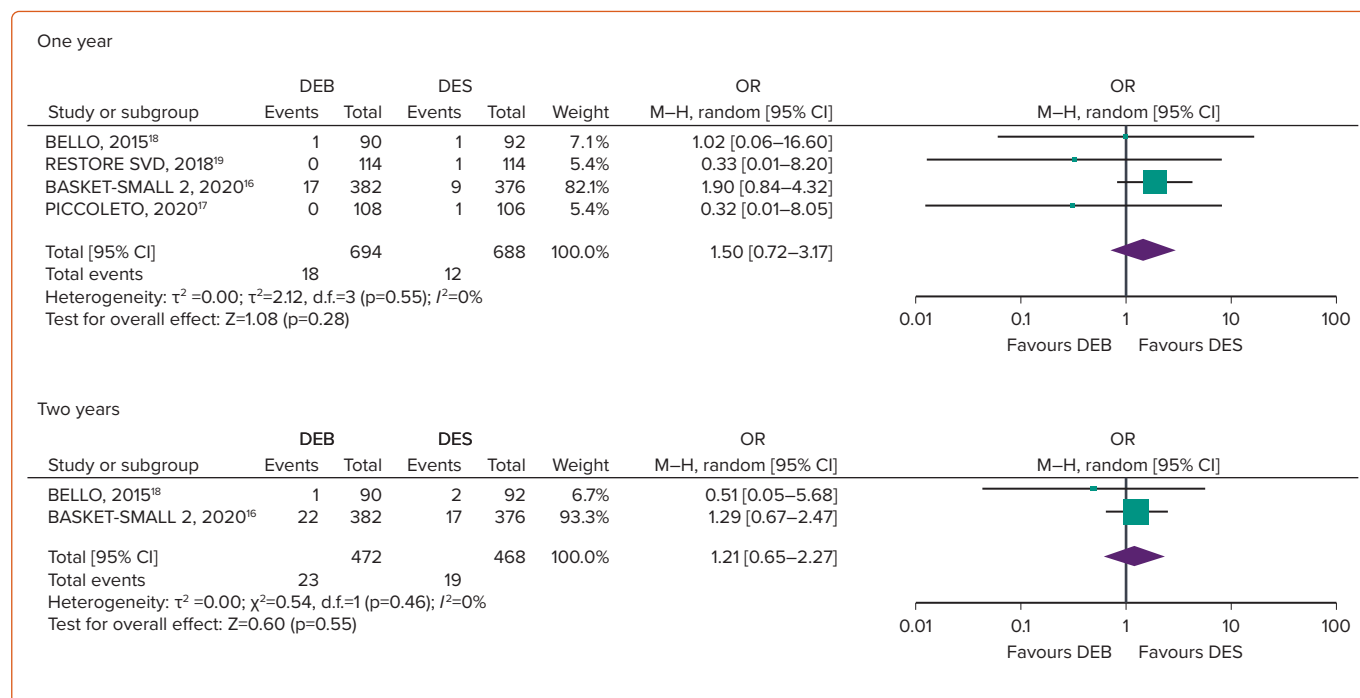 One year
DEB DES OR OR
Study or subgroup Events Total Events Total Weight M–H, random [95% CI] M–H, random [95% CI]
BELLO, 2015¹⁸ 1 90 1 92 7.1% 1.02 [0.06–16.60]
RESTORE SVD, 2018¹⁹ 0 114 1 114 5.4% 0.33 [0.01–8.20]
BASKET-SMALL 2, 2020¹⁶ 17 382 9 376 82.1% 1.90 [0.84–4.32]
PICCOLETO, 2020¹⁷ 0 108 1 106 5.4% 0.32 [0.01–8.05]
Total [95% CI] 694 688 100.0% 1.50 [0.72–3.17]
Total events 18 12
Heterogeneity: τ² =0.00; τ²=2.12, d.f.=3 (p=0.55); I²=0%
Test for overall effect: Z=1.08 (p=0.28)
0.01 0.1 1 10 100
Favours DEB Favours DES
Two years
DEB DES OR OR
Study or subgroup Events Total Events Total Weight M–H, random [95% CI] M–H, random [95% CI]
BELLO, 2015¹⁸ 1 90 2 92 6.7% 0.51 [0.05–5.68]
BASKET-SMALL 2, 2020¹⁶ 22 382 17 376 93.3% 1.29 [0.67–2.47]
Total [95% CI] 472 468 100.0% 1.21 [0.65–2.27]
Total events 23 19
Heterogeneity: τ² =0.00; χ²=0.54, d.f.=1 (p=0.46); I²=0%
Test for overall effect: Z=0.60 (p=0.55)
0.01 0.1 1 10 100
Favours DEB Favours DES